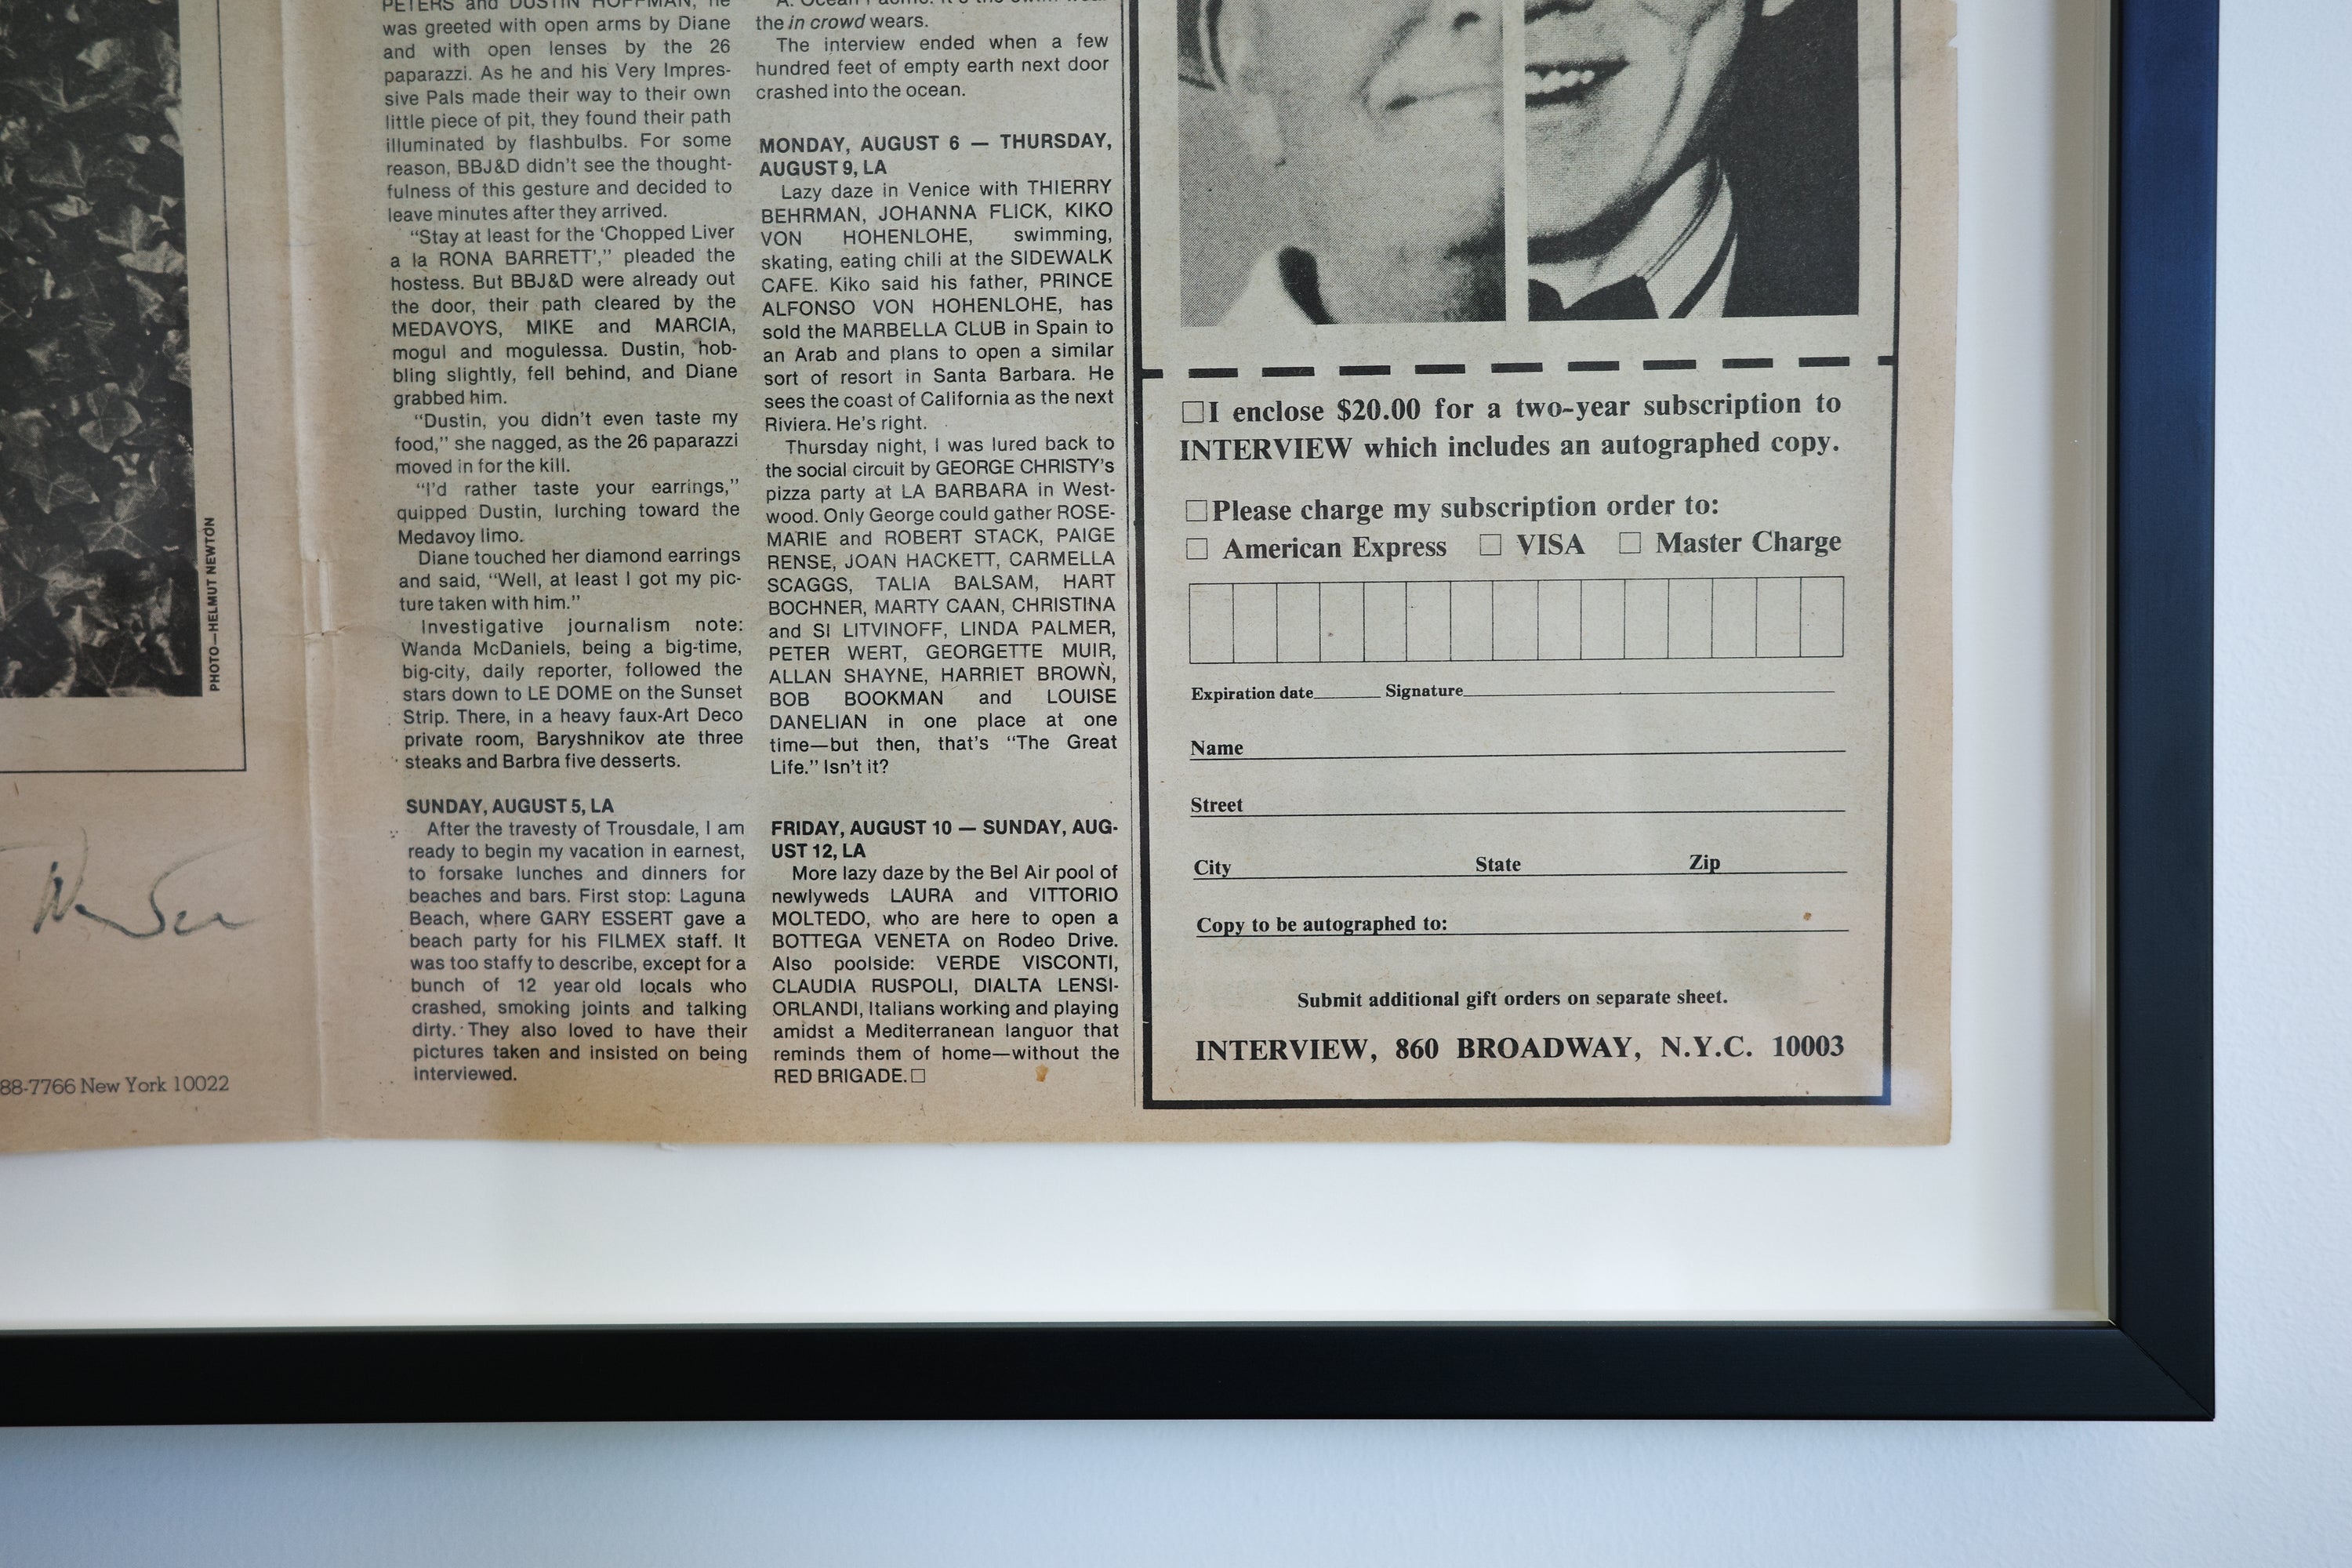 PHOTO—HELMUT NEWTON
88-7766 New York 10022
PETERS and DUSTIN HOFFMAN, he
was greeted with open arms by Diane
and with open lenses by the 26
paparazzi. As he and his Very Impres-
sive Pals made their way to their own
little piece of pit, they found their path
illuminated by flashbulbs. For some
reason, BBJ&D didn't see the thought-
fulness of this gesture and decided to
leave minutes after they arrived.
“Stay at least for the ‘Chopped Liver
a la RONA BARRETT’,” pleaded the
hostess. But BBJ&D were already out
the door, their path cleared by the
MEDAVOYS, MIKE and MARCIA,
mogul and mogulessa. Dustin, hob-
bling slightly, fell behind, and Diane
grabbed him.
“Dustin, you didn't even taste my
food,” she nagged, as the 26 paparazzi
moved in for the kill.
“I'd rather taste your earrings,”
quipped Dustin, lurching toward the
Medavoy limo.
Diane touched her diamond earrings
and said, “Well, at least I got my pic-
ture taken with him.”
Investigative journalism note:
Wanda McDaniels, being a big-time,
big-city, daily reporter, followed the
stars down to LE DOME on the Sunset
Strip. There, in a heavy faux-Art Deco
private room, Baryshnikov ate three
steaks and Barbra five desserts.
SUNDAY, AUGUST 5, LA
After the travesty of Trousdale, I am
ready to begin my vacation in earnest,
to forsake lunches and dinners for
beaches and bars. First stop: Laguna
Beach, where GARY ESSERT gave a
beach party for his FILMEX staff. It
was too staffy to describe, except for a
bunch of 12 year old locals who
crashed, smoking joints and talking
dirty. They also loved to have their
pictures taken and insisted on being
interviewed.
the in crowd wears.
The interview ended when a few
hundred feet of empty earth next door
crashed into the ocean.
MONDAY, AUGUST 6 — THURSDAY,
AUGUST 9, LA
Lazy daze in Venice with THIERRY
BEHRMAN, JOHANNA FLICK, KIKO
VON HOHENLOHE, swimming,
skating, eating chili at the SIDEWALK
CAFE. Kiko said his father, PRINCE
ALFONSO VON HOHENLOHE, has
sold the MARBELLA CLUB in Spain to
an Arab and plans to open a similar
sort of resort in Santa Barbara. He
sees the coast of California as the next
Riviera. He's right.
Thursday night, I was lured back to
the social circuit by GEORGE CHRISTY's
pizza party at LA BARBARA in West-
wood. Only George could gather ROSE-
MARIE and ROBERT STACK, PAIGE
RENSE, JOAN HACKETT, CARMELLA
SCAGGS, TALIA BALSAM, HART
BOCHNER, MARTY CAAN, CHRISTINA
and SI LITVINOFF, LINDA PALMER,
PETER WERT, GEORGETTE MUIR,
ALLAN SHAYNE, HARRIET BROWN,
BOB BOOKMAN and LOUISE
DANELIAN in one place at one
time—but then, that's “The Great
Life.” Isn't it?
FRIDAY, AUGUST 10 — SUNDAY, AUG-
UST 12, LA
More lazy daze by the Bel Air pool of
newlyweds LAURA and VITTORIO
MOLTEDO, who are here to open a
BOTTEGA VENETA on Rodeo Drive.
Also poolside: VERDE VISCONTI,
CLAUDIA RUSPOLI, DIALTA LENSI-
ORLANDI, Italians working and playing
amidst a Mediterranean languor that
reminds them of home—without the
RED BRIGADE.□
□I enclose $20.00 for a two-year subscription to
INTERVIEW which includes an autographed copy.
□Please charge my subscription order to:
□ American Express □ VISA □ Master Charge
Expiration date Signature
Name
Street
City State Zip
Copy to be autographed to:
Submit additional gift orders on separate sheet.
INTERVIEW, 860 BROADWAY, N.Y.C. 10003